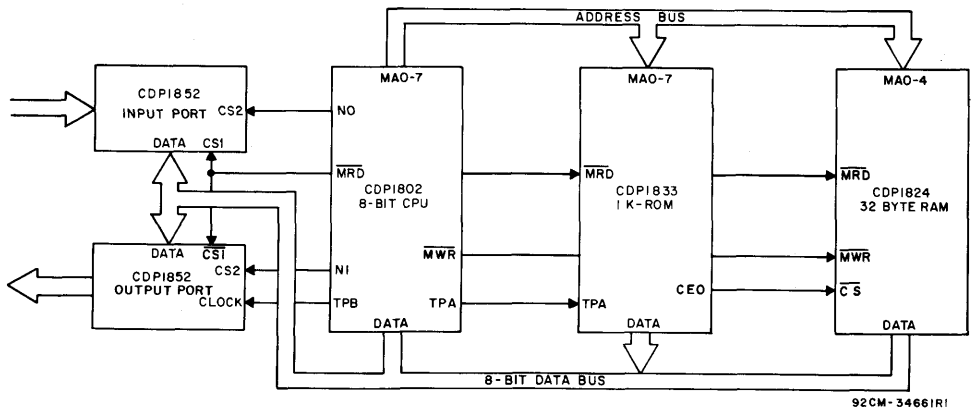 ADDRESS BUS
CDP1852
INPUT PORT
CS2
DATA
CS1
MA0-7
N0
MRD
CDP1802
8-BIT CPU
MWR
N1
TPB
TPA
DATA
MA0-7
MRD
CDP1833
1 K-ROM
CEO
TPA
DATA
MA0-4
MRD
CDP1824
32 BYTE RAM
MWR
CS
DATA
DATA
CS1
CS2
CDP1852
OUTPUT PORT
CLOCK
8-BIT DATA BUS
92CM-34661R1